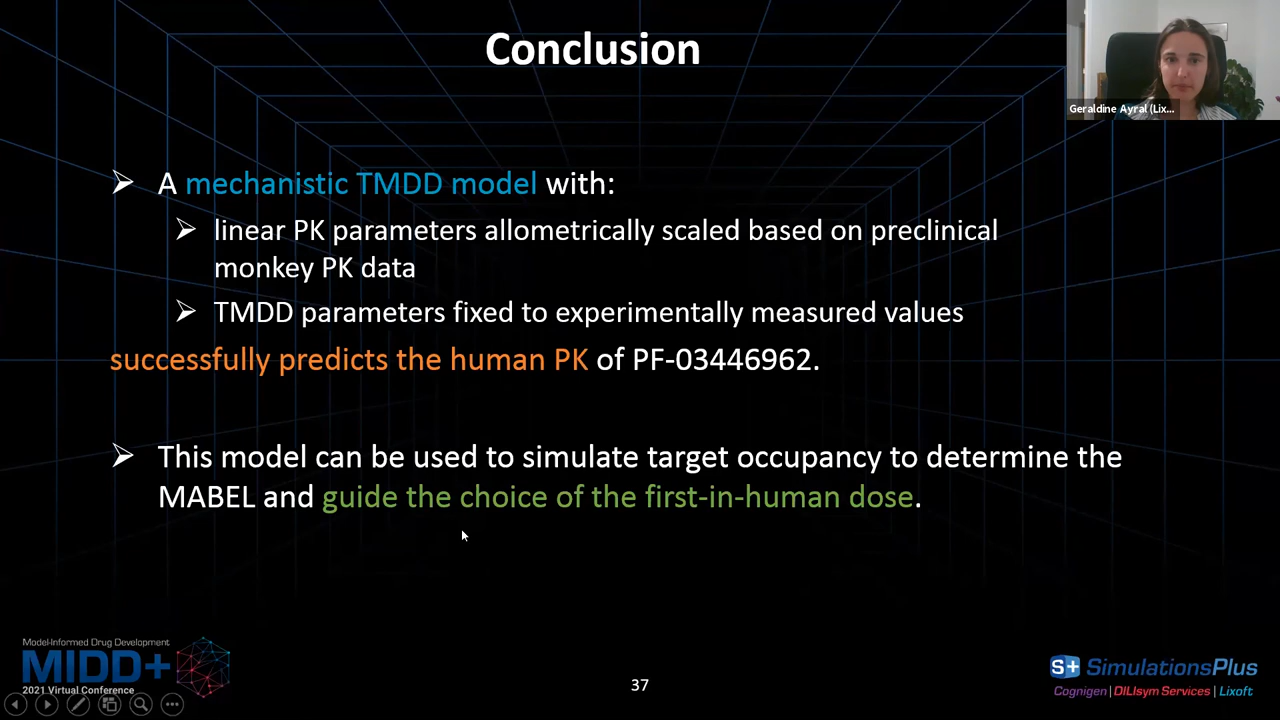 Conclusion
Geraldine Ayral (Lix...
A mechanistic TMDD model with:
linear PK parameters allometrically scaled based on preclinical
monkey PK data
TMDD parameters fixed to experimentally measured values
successfully predicts the human PK of PF-03446962.
This model can be used to simulate target occupancy to determine the
MABEL and guide the choice of the first-in-human dose.
Model-Informed Drug Development
MIDD+
2021 Virtual Conference
37
S+ SimulationsPlus
Cognigen | DILIsym Services | Lixoft